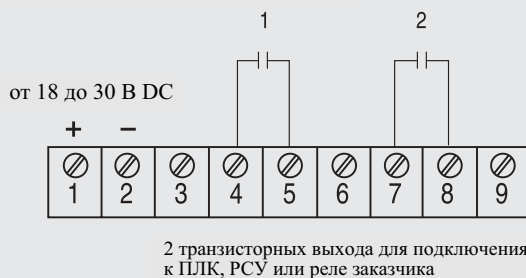 1 2
от 18 до 30 В DC
+ −
1 2 3 4 5 6 7 8 9
2 транзисторных выхода для подключения
к ПЛК, РСУ или реле заказчика